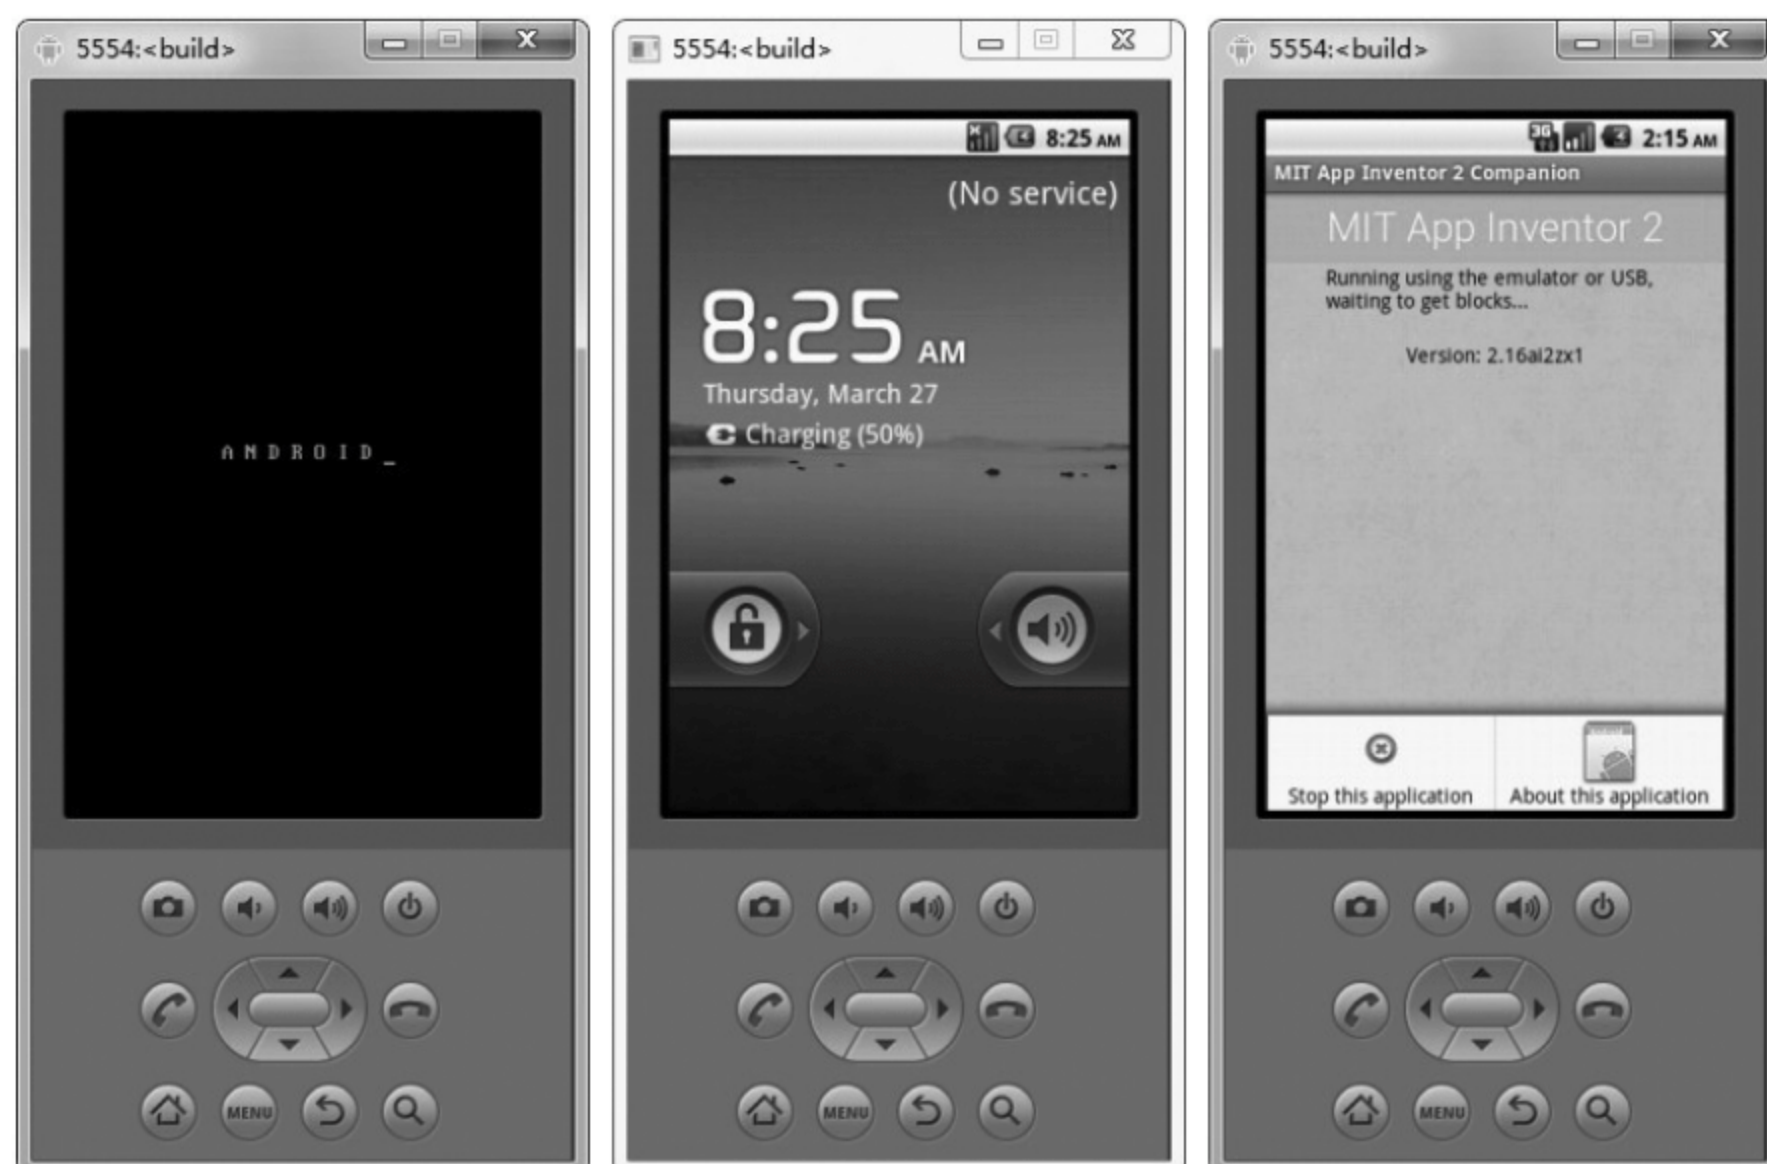 5554:<build>
ANDROID_
MENU
5554:<build>
8:25 AM
(No service)
8:25 AM
Thursday, March 27
Charging (50%)
MENU
5554:<build>
3G
2:15 AM
MIT App Inventor 2 Companion
MIT App Inventor 2
Running using the emulator or USB,
waiting to get blocks...
Version: 2.16ai2zx1
Stop this application
About this application
MENU